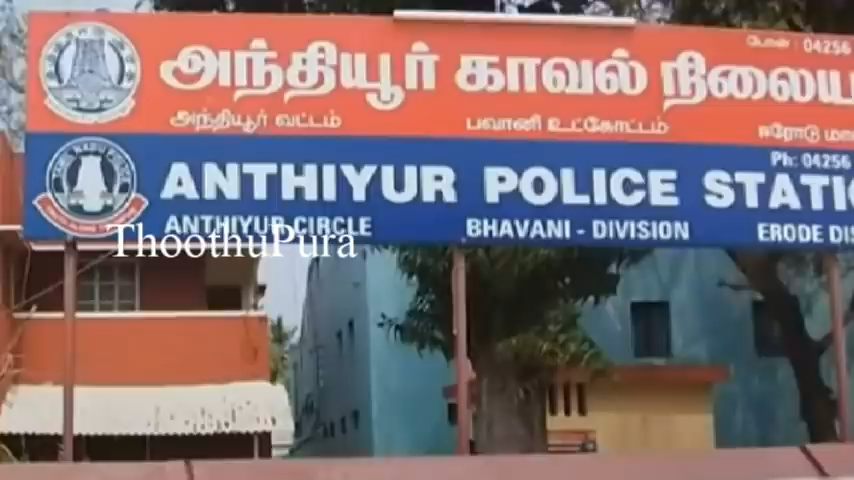 போன் : 04256
அந்தியூர் காவல் நிலைய
அந்தியூர் வட்டம் பவானி உட்கோட்டம் ஈரோடு மா
Ph: 04256
ANTHIYUR POLICE STATIO
ANTHIYUR CIRCLE BHAVANI - DIVISION ERODE DIS
ThoothuPura